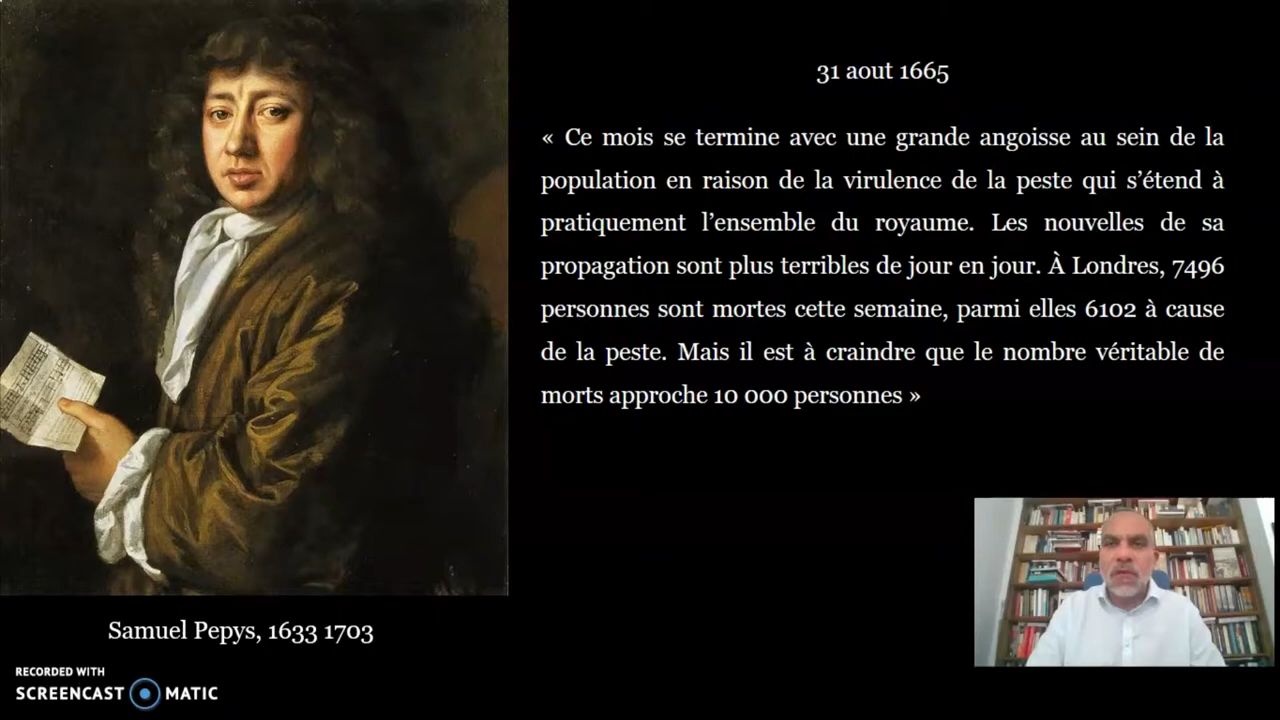 31 aout 1665
« Ce mois se termine avec une grande angoisse au sein de la
population en raison de la virulence de la peste qui s’étend à
pratiquement l’ensemble du royaume. Les nouvelles de sa
propagation sont plus terribles de jour en jour. À Londres, 7496
personnes sont mortes cette semaine, parmi elles 6102 à cause
de la peste. Mais il est à craindre que le nombre véritable de
morts approche 10 000 personnes »
Samuel Pepys, 1633 1703
RECORDED WITH
SCREENCAST MATIC